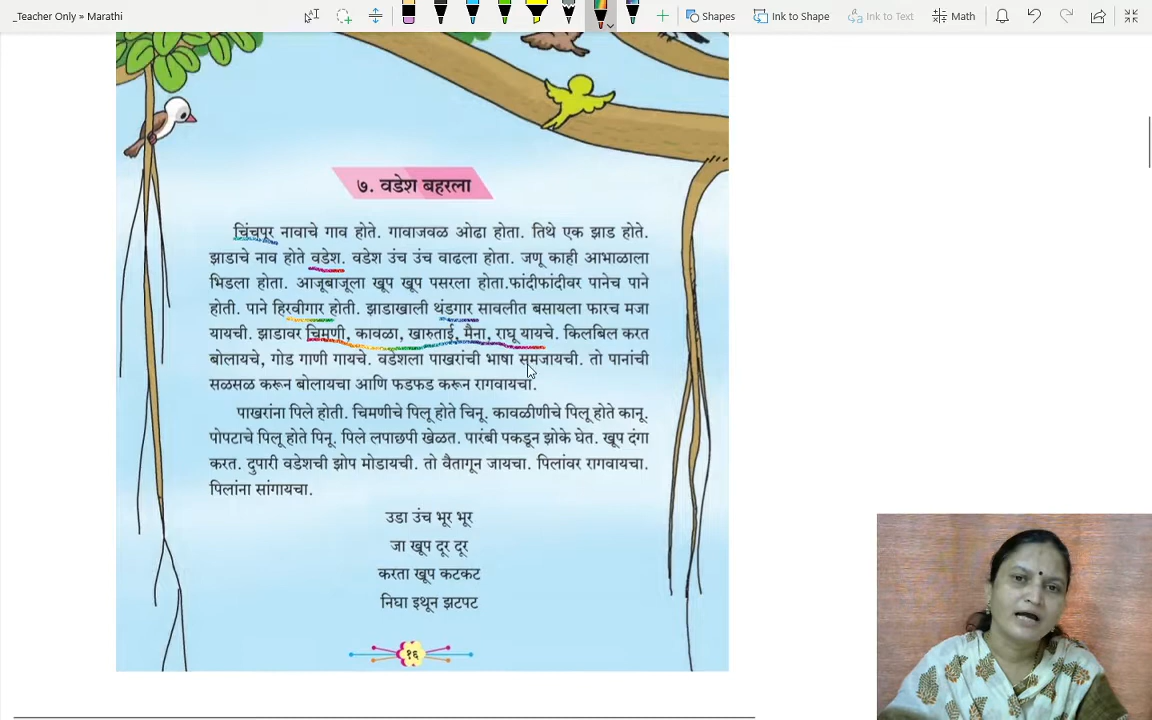 _Teacher Only » Marathi
Shapes
Ink to Shape
Ink to Text
Math
७. वडेश बहरला
चिंचपूर नावाचे गाव होते. गावाजवळ ओढा होता. तिथे एक झाड होते.
झाडाचे नाव होते वडेश. वडेश उंच उंच वाढला होता. जणू काही आभाळाला
भिडला होता. आजूबाजूला खूप खूप पसरला होता.फांदीफांदीवर पानेच पाने
होती. पाने हिरवीगार होती. झाडाखाली थंडगार सावलीत बसायला फारच मजा
यायची. झाडावर चिमणी, कावळा, खारुताई, मैना, राघू यायचे. किलबिल करत
बोलायचे, गोड गाणी गायचे. वडेशला पाखरांची भाषा समजायची. तो पानांची
सळसळ करून बोलायचा आणि फडफड करून रागवायचा.
पाखरांना पिले होती. चिमणीचे पिलू होते चिनू. कावळीणीचे पिलू होते कानू.
पोपटाचे पिलू होते पिनू. पिले लपाछपी खेळत. पारंबी पकडून झोके घेत. खूप दंगा
करत. दुपारी वडेशची झोप मोडायची. तो वैतागून जायचा. पिलांवर रागवायचा.
पिलांना सांगायचा.
उडा उंच भूर भूर
जा खूप दूर दूर
करता खूप कटकट
निघा इथून झटपट
१६